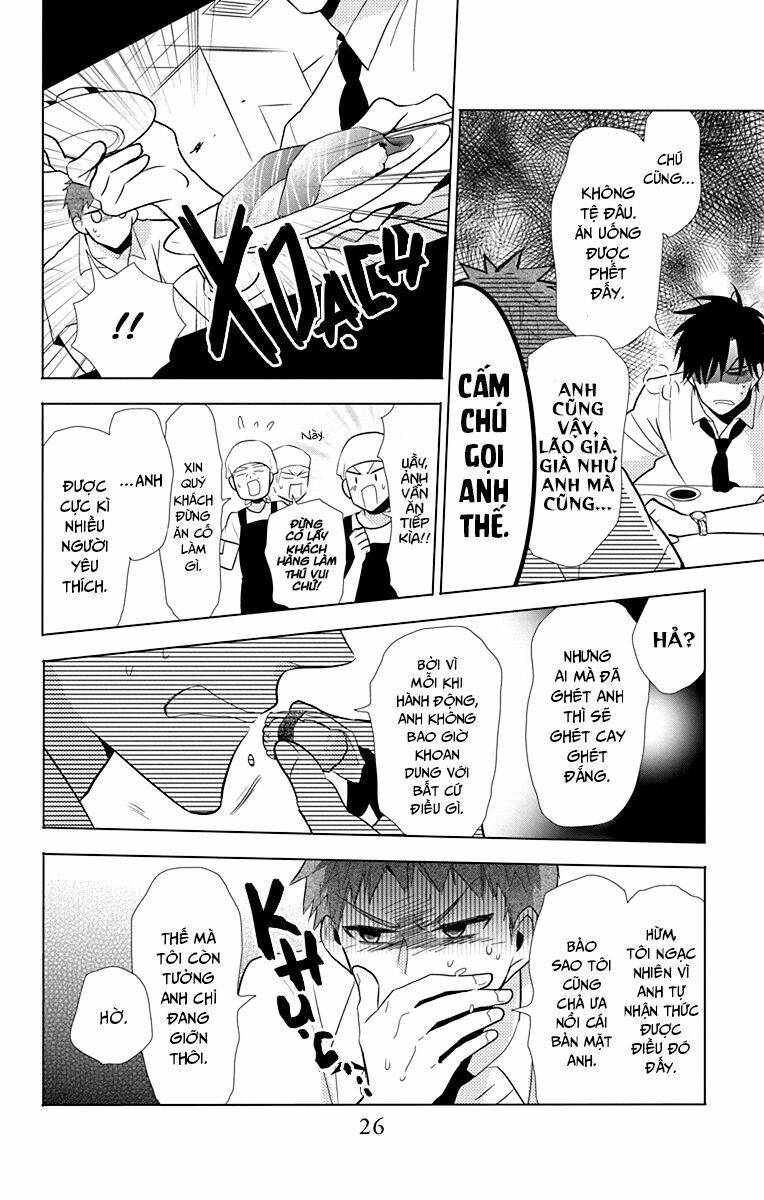 CHÚ
CŨNG...
KHÔNG
TỆ ĐÂU.
ĂN UỐNG
ĐƯỢC
PHẾT
ĐẤY.
ANH
CŨNG
VẬY,
LÃO GIÀ.
GIÀ NHƯ
ANH MÀ
CŨNG...
CẤM
CHÚ
GỌI
ANH
THẾ.
XOẠCH
!!
UẦY,
ANH VẪN
ĂN TIẾP
KÌA!!
Này.
ĐỪNG
CÓ LẤY
KHÁCH
HÀNG LÀM
THÚ VUI
CHỨ!
XIN
QUÝ
KHÁCH
ĐỪNG
ĂN CỐ
LÀM
GÌ.
...ANH
ĐƯỢC
CỰC KÌ
NHIỀU
NGƯỜI
YÊU
THÍCH.
HẢ?
NHƯNG
AI MÀ ĐÃ
GHÉT ANH
THÌ SẼ
GHÉT CAY
GHÉT
ĐẮNG.
BỞI VÌ
MỖI KHI
HÀNH ĐỘNG,
ANH KHÔNG
BAO GIỜ
KHOAN
DUNG VỚI
BẤT CỨ
ĐIỀU GÌ.
HỪM,
TÔI NGẠC
NHIÊN VÌ
ANH TỰ
NHẬN THỨC
ĐƯỢC
ĐIỀU ĐÓ
ĐẤY.
BẢO
SAO TÔI
CŨNG
CHẢ ƯA
NỔI CÁI
BẢN MẶT
ANH.
KHỤ...
THẾ MÀ
TÔI CÒN
TƯỞNG
ANH CHỈ
ĐANG
GIỠN
THÔI.
HỜ.
26